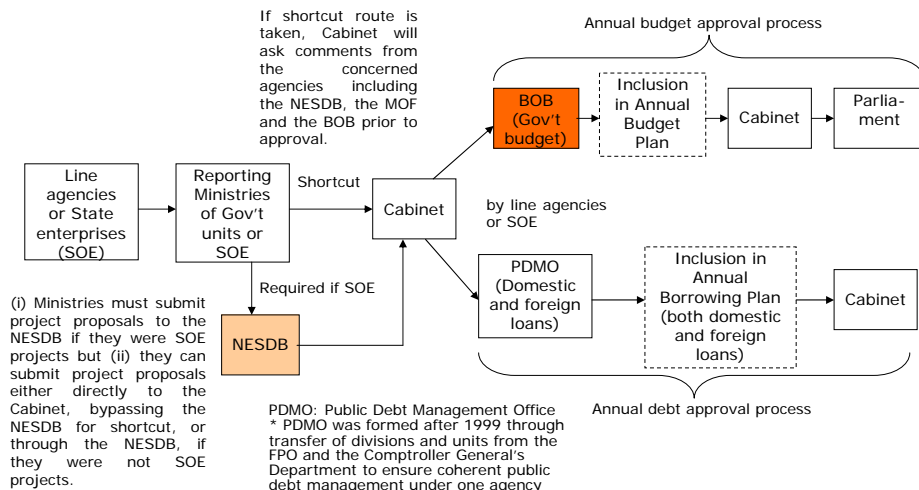 If shortcut route is
taken, Cabinet will
ask comments from
the concerned
agencies including
the NESDB, the MOF
and the BOB prior to
approval.
Annual budget approval process
BOB
(Gov't
budget)
Inclusion
in Annual
Budget
Plan
Cabinet
Parlia-
ment
Line
agencies
or State
enterprises
(SOE)
Reporting
Ministries
of Gov't
units or
SOE
Shortcut
Cabinet
by line agencies
or SOE
PDMO
(Domestic
and foreign
loans)
Inclusion in
Annual
Borrowing Plan
(both domestic
and foreign
loans)
Cabinet
Required if SOE
NESDB
(i) Ministries must submit
project proposals to the
NESDB if they were SOE
projects but (ii) they can
submit project proposals
either directly to the
Cabinet, bypassing the
NESDB for shortcut, or
through the NESDB, if
they were not SOE
projects.
Annual debt approval process
PDMO: Public Debt Management Office
* PDMO was formed after 1999 through
transfer of divisions and units from the
FPO and the Comptroller General's
Department to ensure coherent public
debt management under one agency